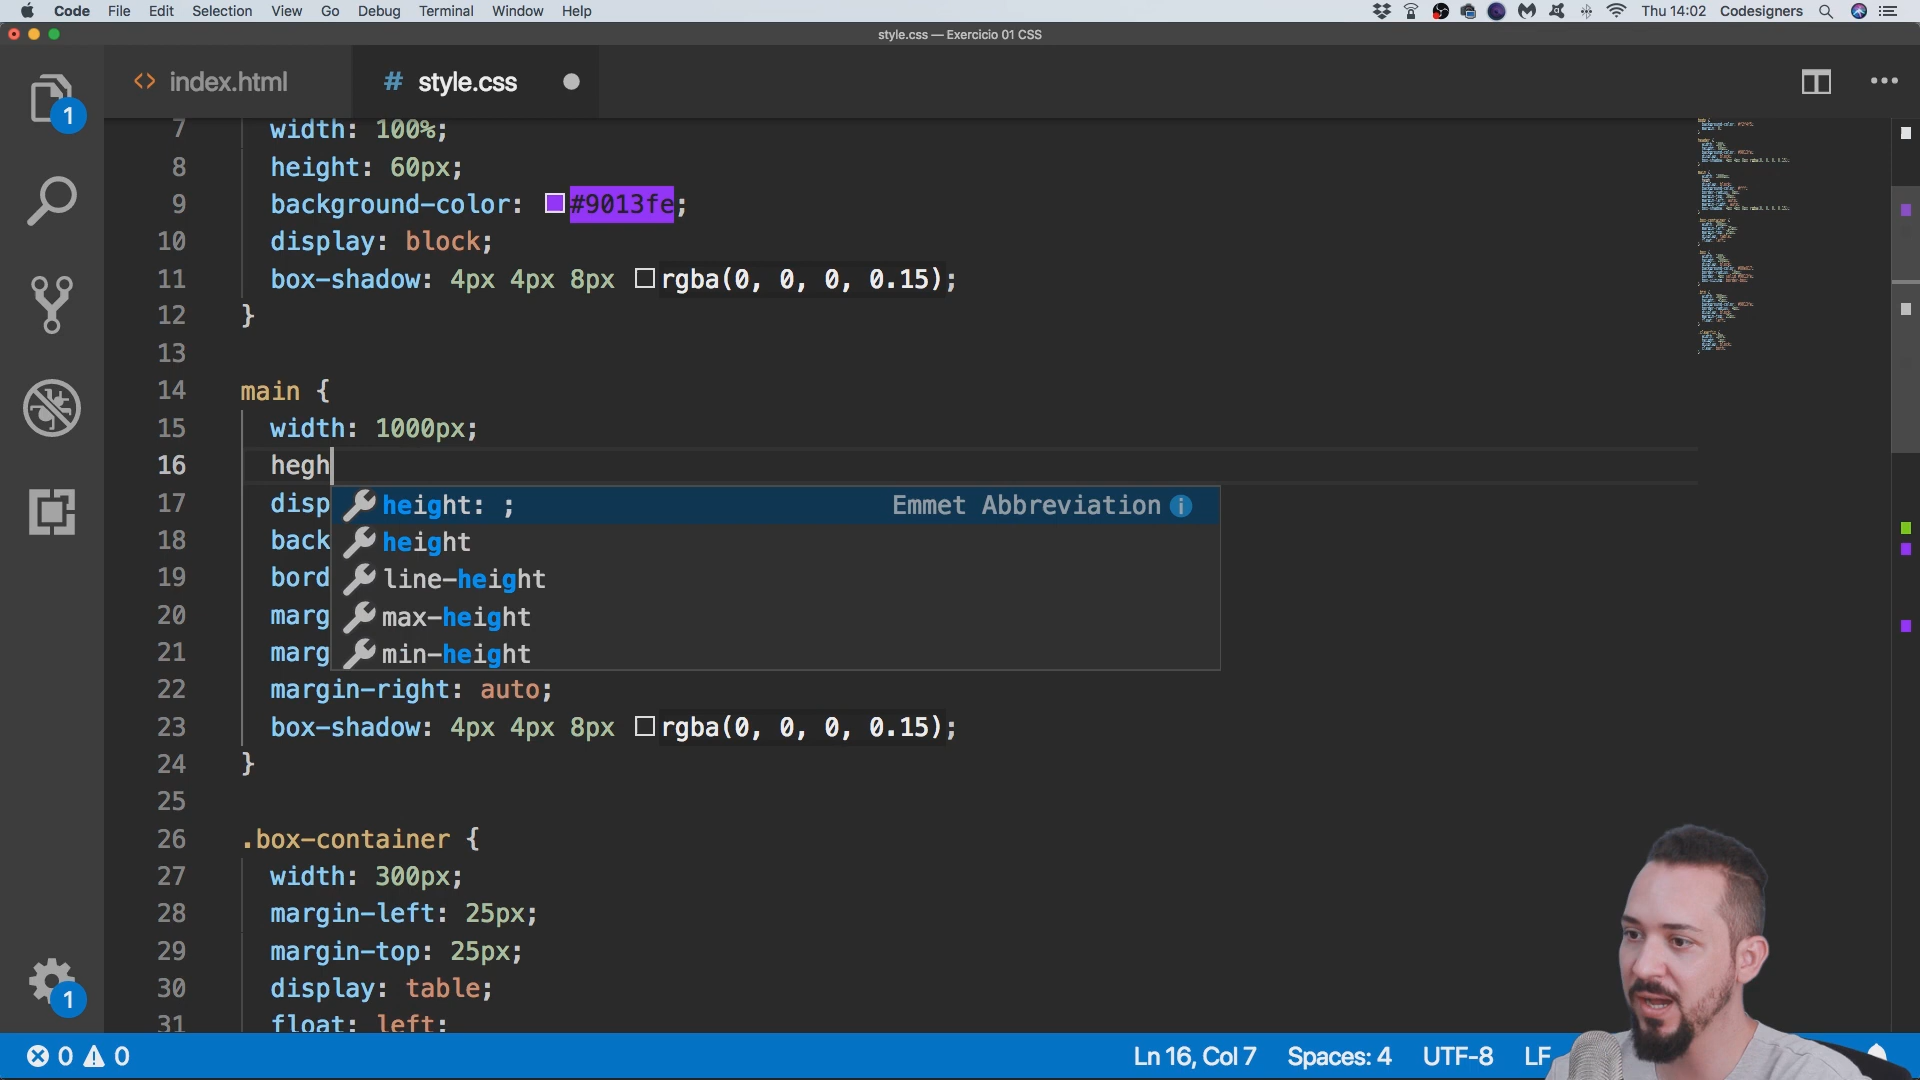 Code File Edit Selection View Go Debug Terminal Window Help Thu 14:02 Codesigners
style.css — Exercicio 01 CSS
<> index.html # style.css
1
7 width: 100%;
8 height: 60px;
9 background-color: #9013fe;
10 display: block;
11 box-shadow: 4px 4px 8px rgba(0, 0, 0, 0.15);
12 }
13
14 main {
15 width: 1000px;
16 hegh
17 disp
height: ; Emmet Abbreviation
18 back
height
19 bord
line-height
20 marg
max-height
21 marg
min-height
22 margin-right: auto;
23 box-shadow: 4px 4px 8px rgba(0, 0, 0, 0.15);
24 }
25
26 .box-container {
27 width: 300px;
28 margin-left: 25px;
29 margin-top: 25px;
30 display: table;
31 float: left;
1
0 0 Ln 16, Col 7 Spaces: 4 UTF-8 LF